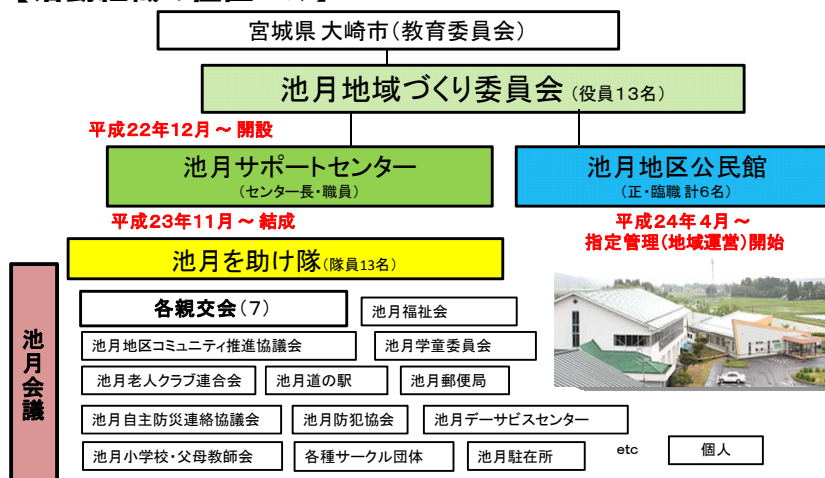 宮城県 大崎市(教育委員会)
池月地域づくり委員会 (役員13名)
平成22年12月～ 開設
池月サポートセンター
(センター長・職員)
池月地区公民館
(正・臨職 計6名)
平成23年11月～ 結成
平成24年4月～
指定管理(地域運営)開始
池月を助け隊(隊員13名)
池月会議
各親交会(7)
池月福祉会
池月地区コミュニティ推進協議会
池月学童委員会
池月老人クラブ連合会
池月道の駅
池月郵便局
池月自主防災連絡協議会
池月防犯協会
池月デーサビスセンター
池月小学校・父母教師会
各種サークル団体
池月駐在所
etc
個人